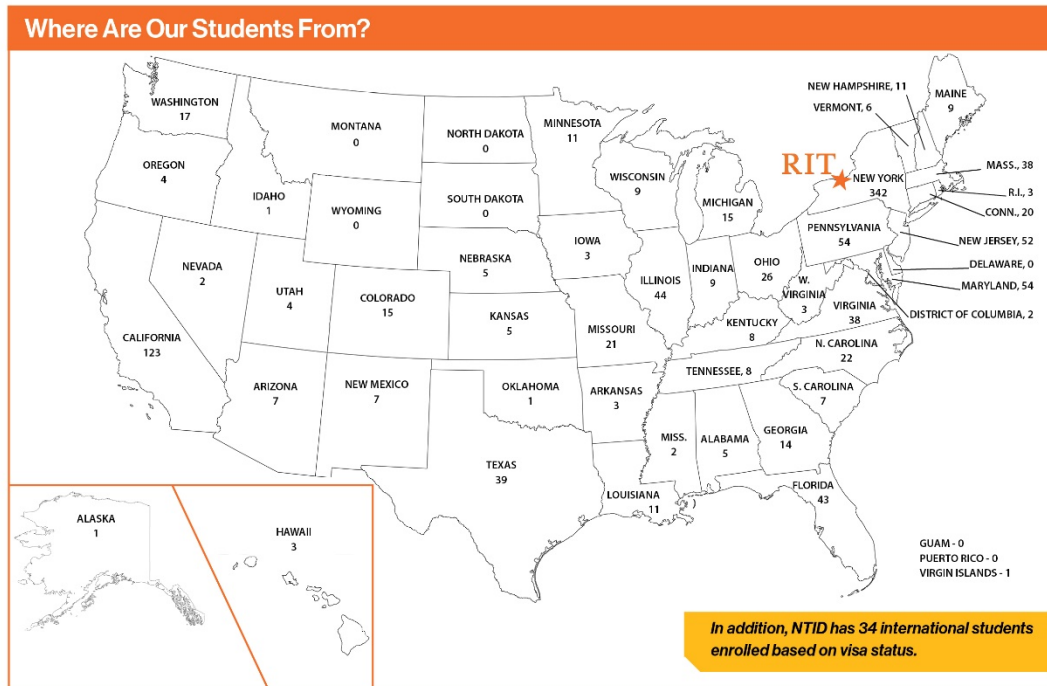 Where Are Our Students From?
WASHINGTON
17
MONTANA
0
NORTH DAKOTA
0
MINNESOTA
11
NEW HAMPSHIRE, 11
VERMONT, 6
MAINE
9
OREGON
4
IDAHO
1
WYOMING
0
SOUTH DAKOTA
0
WISCONSIN
9
MICHIGAN
15
RIT
NEW YORK
342
MASS., 38
R.I., 3
CONN., 20
NEW JERSEY, 52
DELAWARE, 0
MARYLAND, 54
DISTRICT OF COLUMBIA, 2
PENNSYLVANIA
54
NEVADA
2
UTAH
4
COLORADO
15
NEBRASKA
5
IOWA
3
ILLINOIS
44
INDIANA
9
OHIO
26
W.
VIRGINIA
3
VIRGINIA
38
CALIFORNIA
123
KANSAS
5
MISSOURI
21
KENTUCKY
8
N. CAROLINA
22
TENNESSEE, 8
S. CAROLINA
7
ARIZONA
7
NEW MEXICO
7
OKLAHOMA
1
ARKANSAS
3
MISS.
2
ALABAMA
5
GEORGIA
14
TEXAS
39
LOUISIANA
11
FLORIDA
43
ALASKA
1
HAWAII
3
GUAM - 0
PUERTO RICO - 0
VIRGIN ISLANDS - 1
In addition, NTID has 34 international students
enrolled based on visa status.